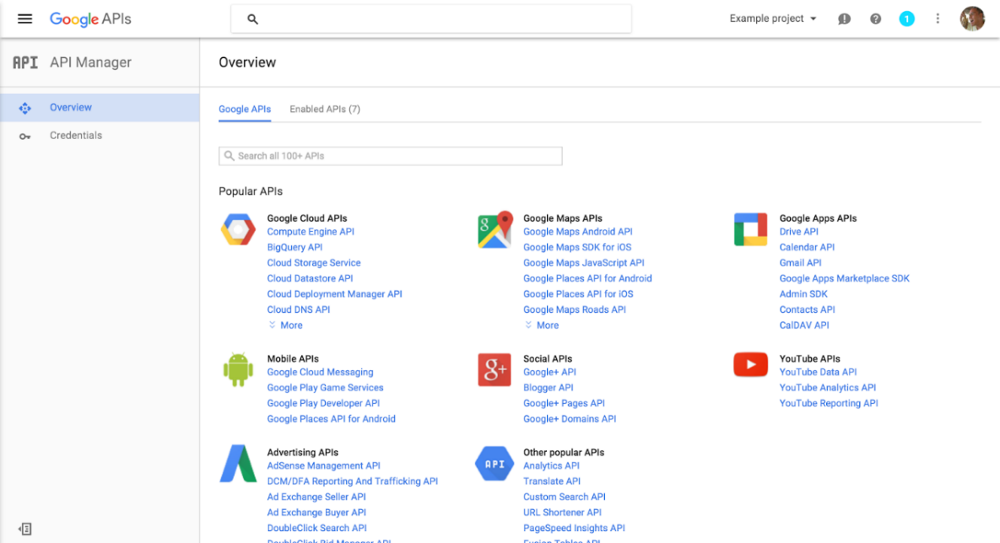 Google APIs
Example project
1
API API Manager
Overview
Overview
Credentials
Google APIs
Enabled APIs (7)
Search all 100+ APIs
Popular APIs
Google Cloud APIs
Compute Engine API
BigQuery API
Cloud Storage Service
Cloud Datastore API
Cloud Deployment Manager API
Cloud DNS API
More
g
Google Maps APIs
Google Maps Android API
Google Maps SDK for iOS
Google Maps JavaScript API
Google Places API for Android
Google Places API for iOS
Google Maps Roads API
More
Google Apps APIs
Drive API
Calendar API
Gmail API
Google Apps Marketplace SDK
Admin SDK
Contacts API
CalDAV API
Mobile APIs
Google Cloud Messaging
Google Play Game Services
Google Play Developer API
Google Places API for Android
g+
Social APIs
Google+ API
Blogger API
Google+ Pages API
Google+ Domains API
YouTube APIs
YouTube Data API
YouTube Analytics API
YouTube Reporting API
Advertising APIs
AdSense Management API
DCM/DFA Reporting And Trafficking API
Ad Exchange Seller API
Ad Exchange Buyer API
DoubleClick Search API
DoubleClick Bid Manager API
API
Other popular APIs
Analytics API
Translate API
Custom Search API
URL Shortener API
PageSpeed Insights API
Fusion Tables API